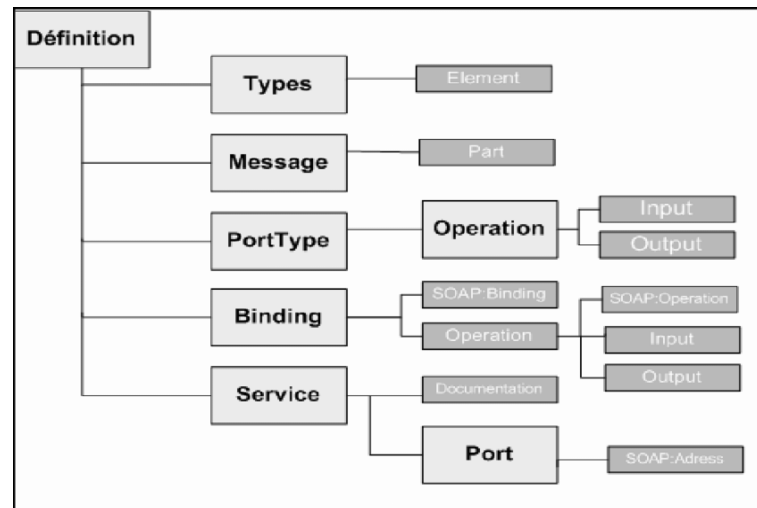 Définition
Types
Element
Message
Part
PortType
Operation
Input
Output
Binding
SOAP:Binding
Operation
SOAP:Operation
Input
Output
Service
Documentation
Port
SOAP:Adress